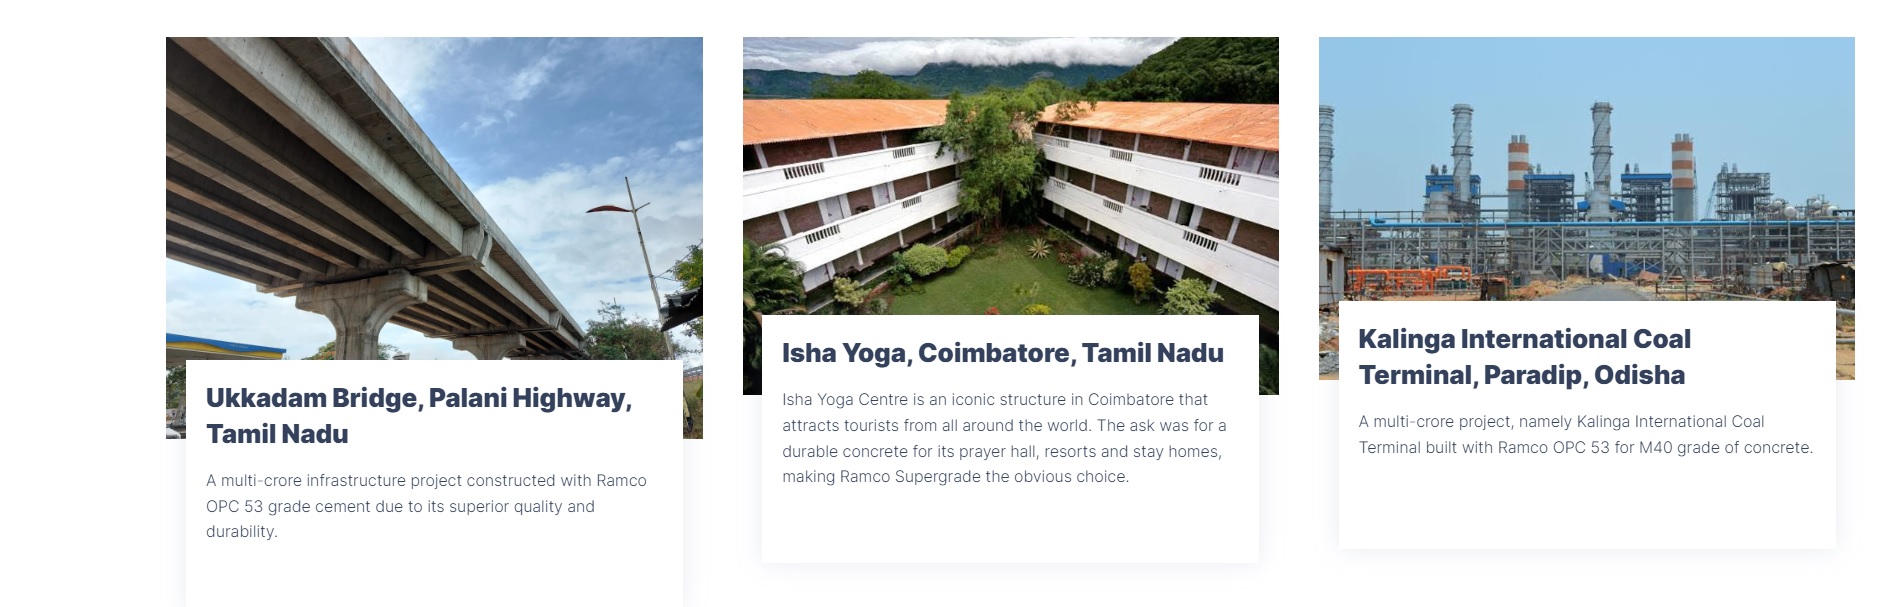 Ukkadam Bridge, Palani Highway,
Tamil Nadu
A multi-crore infrastructure project constructed with Ramco
OPC 53 grade cement due to its superior quality and
durability.
Isha Yoga, Coimbatore, Tamil Nadu
Isha Yoga Centre is an iconic structure in Coimbatore that
attracts tourists from all around the world. The ask was for a
durable concrete for its prayer hall, resorts and stay homes,
making Ramco Supergrade the obvious choice.
Kalinga International Coal
Terminal, Paradip, Odisha
A multi-crore project, namely Kalinga International Coal
Terminal built with Ramco OPC 53 for M40 grade of concrete.